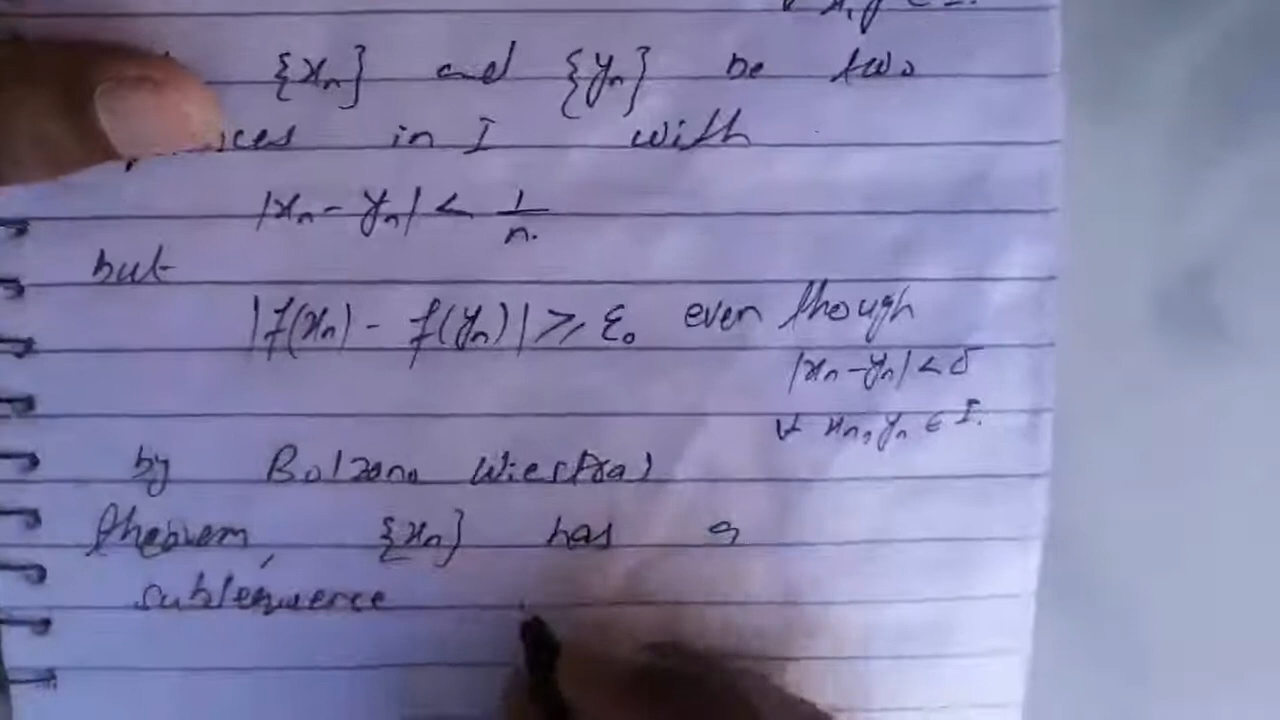 {xn} and {yn} be two
in I with
|xn - yn| < 1/n.
but
|f(xn) - f(yn)| ≥ ε₀ even though
|xn - yn| < δ
∀ xn, yn ∈ I.
by Bolzano Wiestras
theorem, {xn} has a
subsequence